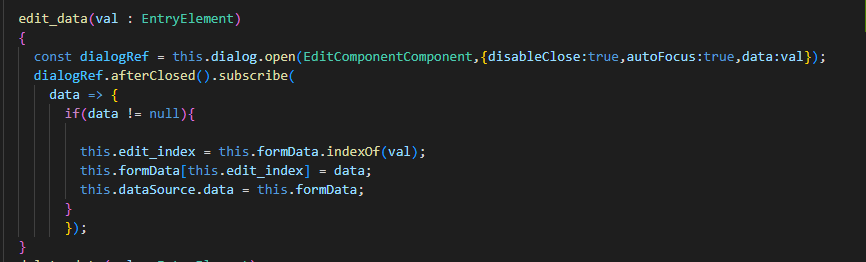 edit_data(val : EntryElement)
{
const dialogRef = this.dialog.open(EditComponentComponent,{disableClose:true,autoFocus:true,data:val});
dialogRef.afterClosed().subscribe(
data => {
if(data != null){
this.edit_index = this.formData.indexOf(val);
this.formData[this.edit_index] = data;
this.dataSource.data = this.formData;
}
});
}